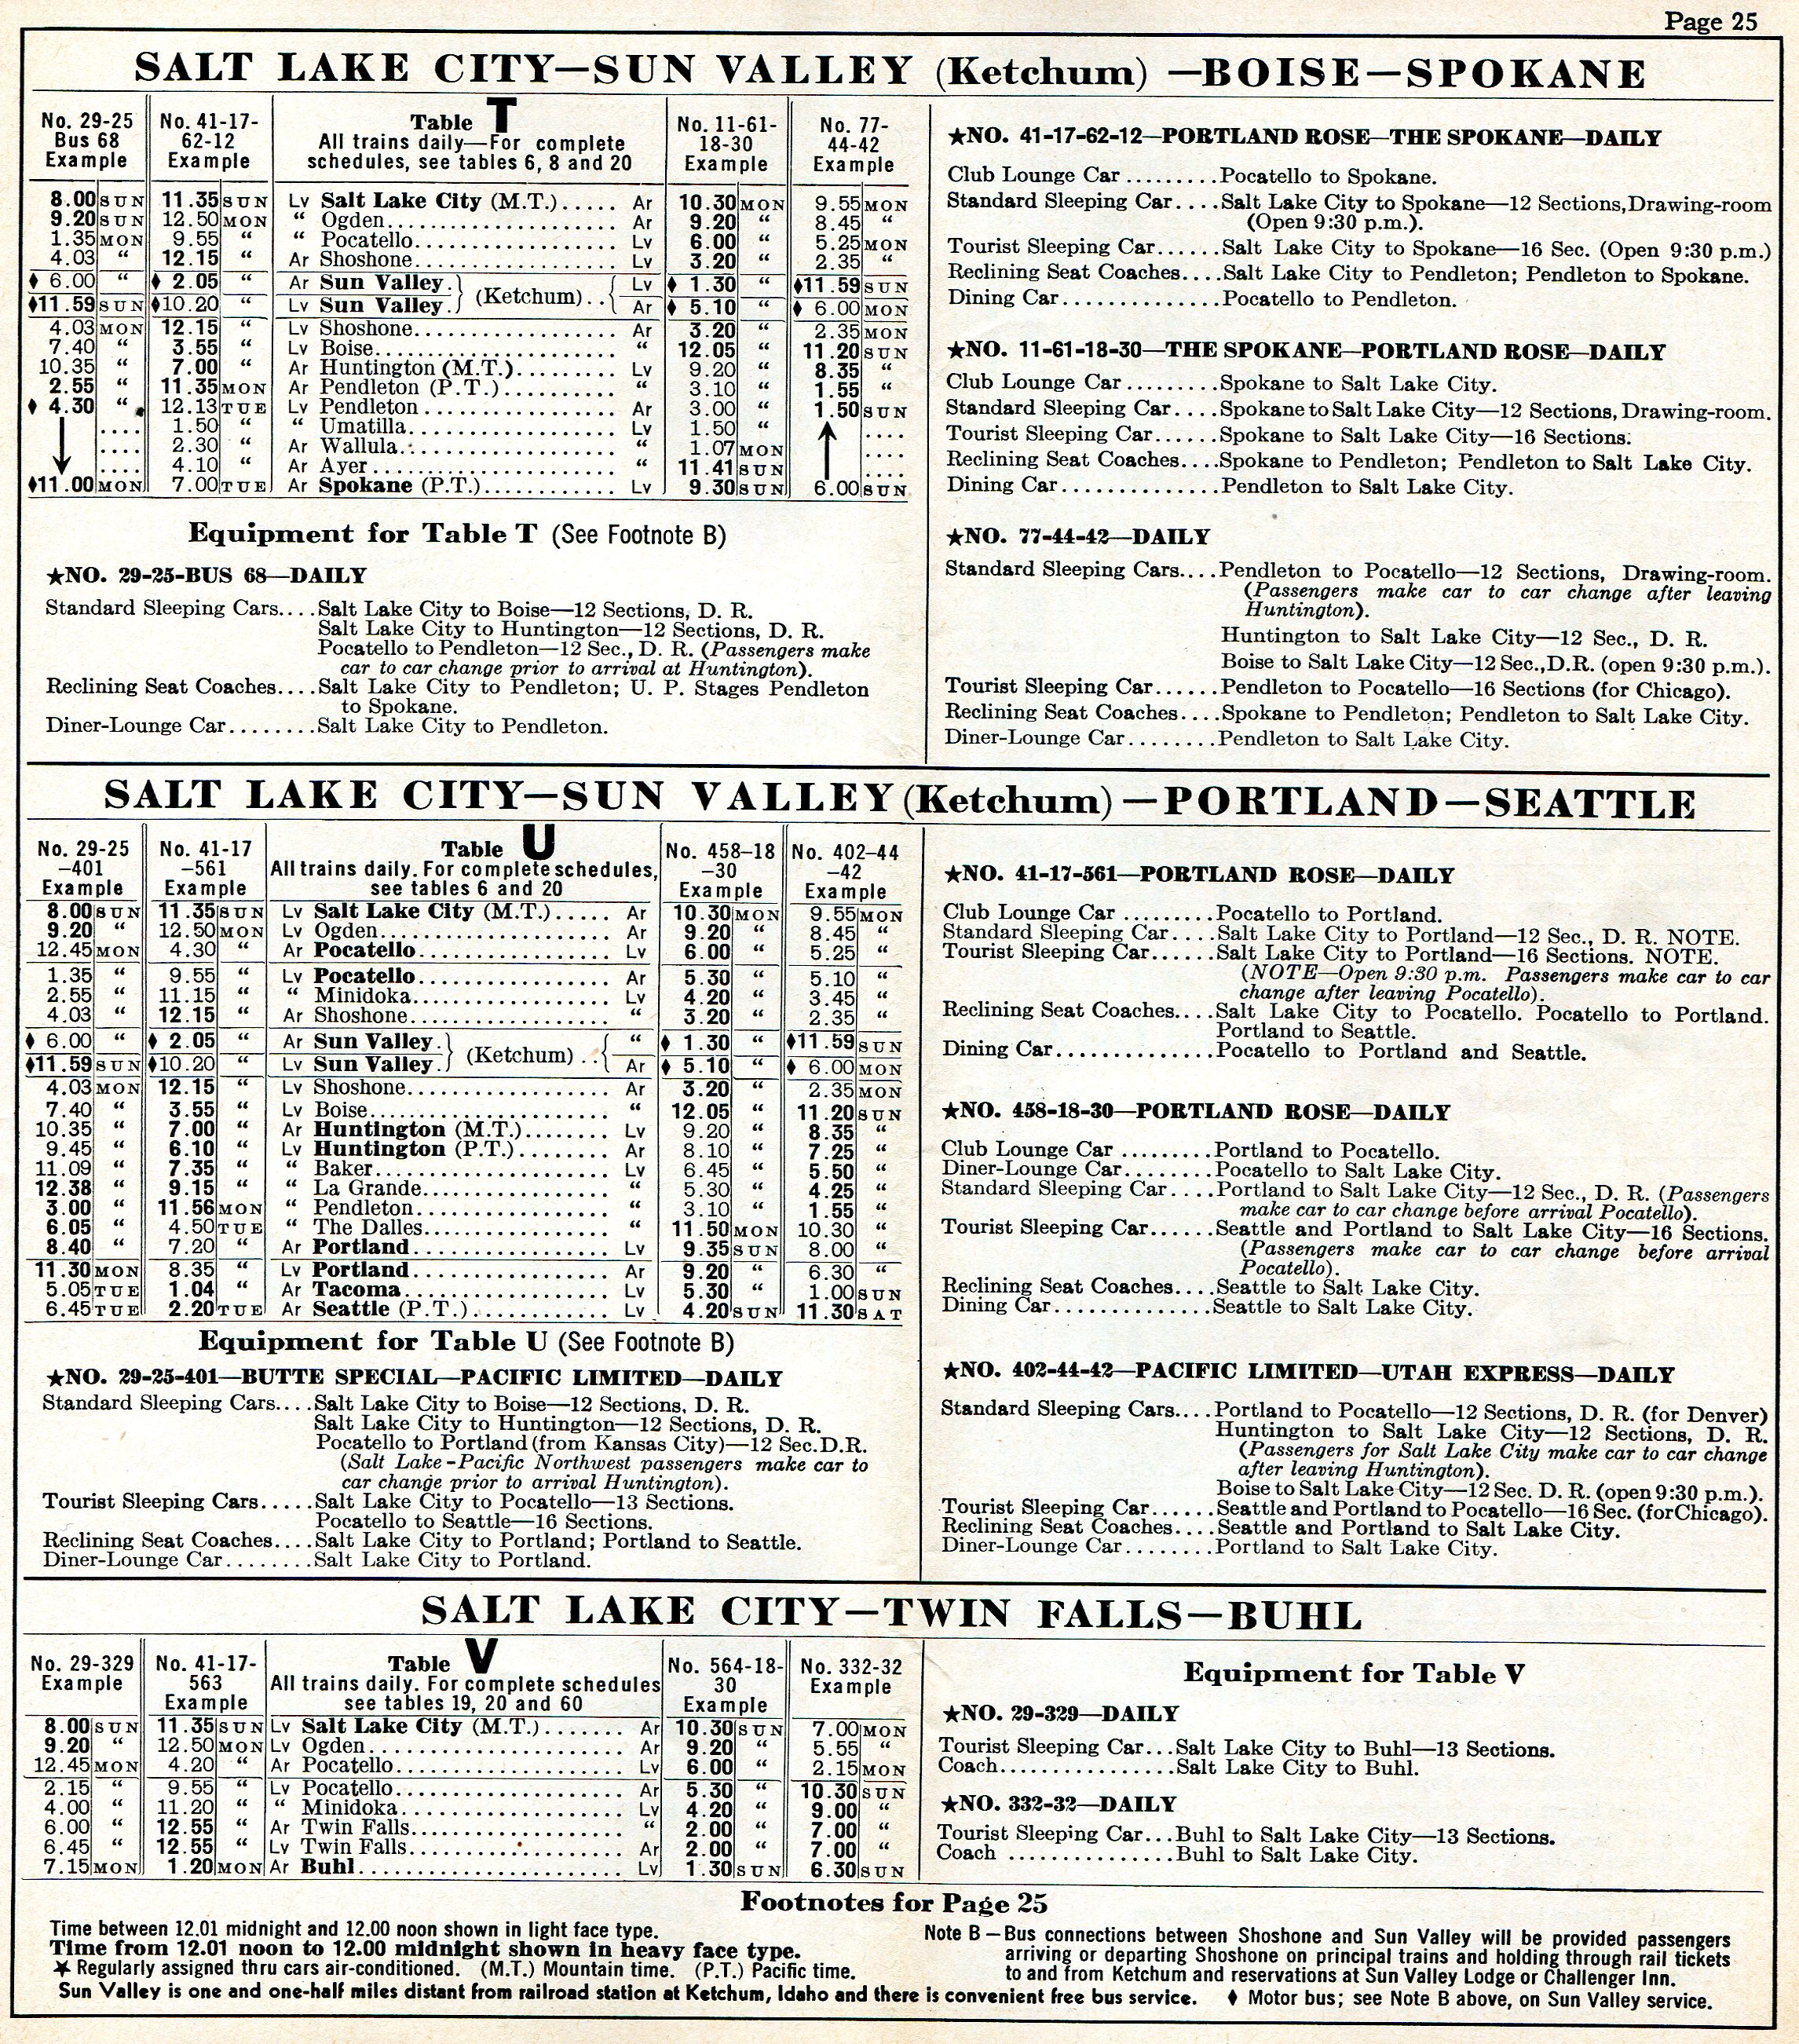 Page 25
SALT LAKE CITY—SUN VALLEY (Ketchum) —BOISE—SPOKANE
No. 29-25 Bus 68 Example | No. 41-17-62-12 Example | Table T All trains daily—For complete schedules, see tables 6, 8 and 20 | No. 11-61-18-30 Example | No. 77-44-42 Example
8.00 SUN | 11.35 SUN | Lv Salt Lake City (M.T.)..... Ar | 10.30 MON | 9.55 MON
9.20 SUN | 12.50 MON | “ Ogden..... Ar | 9.20 “ | 8.45 “
1.35 MON | 9.55 “ | “ Pocatello..... Lv | 6.00 “ | 5.25 MON
4.03 “ | 12.15 “ | Ar Shoshone..... Lv | 3.20 “ | 2.35 “
♦ 6.00 “ | ♦ 2.05 “ | Ar Sun Valley } (Ketchum) .. { Lv | ♦ 1.30 “ | ♦11.59 SUN
♦11.59 SUN | ♦10.20 “ | Lv Sun Valley } { Ar | ♦ 5.10 “ | ♦ 6.00 MON
4.03 MON | 12.15 “ | Lv Shoshone..... Ar | 3.20 “ | 2.35 MON
7.40 “ | 3.55 “ | Lv Boise..... “ | 12.05 “ | 11.20 SUN
10.35 “ | 7.00 “ | Ar Huntington (M.T.)..... Lv | 9.20 “ | 8.35 “
2.55 “ | 11.35 MON | Ar Pendleton (P.T.)..... “ | 3.10 “ | 1.55 “
♦ 4.30 “ | 12.13 TUE | Lv Pendleton..... Ar | 3.00 “ | 1.50 SUN
.... | 1.50 “ | “ Umatilla..... Lv | 1.50 “ | ....
.... | 2.30 “ | Ar Wallula..... “ | 1.07 MON | ....
.... | 4.10 “ | Ar Ayer..... “ | 11.41 SUN | ....
♦11.00 MON | 7.00 TUE | Ar Spokane (P.T.)..... Lv | 9.30 SUN | 6.00 SUN
Equipment for Table T (See Footnote B)
★NO. 29-25-BUS 68—DAILY
Standard Sleeping Cars....Salt Lake City to Boise—12 Sections, D. R.
Salt Lake City to Huntington—12 Sections, D. R.
Pocatello to Pendleton—12 Sec., D. R. (Passengers make
car to car change prior to arrival at Huntington).
Reclining Seat Coaches....Salt Lake City to Pendleton; U. P. Stages Pendleton
to Spokane.
Diner-Lounge Car........Salt Lake City to Pendleton.
★NO. 41-17-62-12—PORTLAND ROSE—THE SPOKANE—DAILY
Club Lounge Car .........Pocatello to Spokane.
Standard Sleeping Car....Salt Lake City to Spokane—12 Sections, Drawing-room
(Open 9:30 p.m.).
Tourist Sleeping Car......Salt Lake City to Spokane—16 Sec. (Open 9:30 p.m.)
Reclining Seat Coaches....Salt Lake City to Pendleton; Pendleton to Spokane.
Dining Car.............Pocatello to Pendleton.
★NO. 11-61-18-30—THE SPOKANE—PORTLAND ROSE—DAILY
Club Lounge Car .........Spokane to Salt Lake City.
Standard Sleeping Car....Spokane to Salt Lake City—12 Sections, Drawing-room.
Tourist Sleeping Car......Spokane to Salt Lake City—16 Sections.
Reclining Seat Coaches....Spokane to Pendleton; Pendleton to Salt Lake City.
Dining Car.............Pendleton to Salt Lake City.
★NO. 77-44-42—DAILY
Standard Sleeping Cars....Pendleton to Pocatello—12 Sections, Drawing-room.
(Passengers make car to car change after leaving
Huntington).
Huntington to Salt Lake City—12 Sec., D. R.
Boise to Salt Lake City—12 Sec., D.R. (open 9:30 p.m.).
Tourist Sleeping Car......Pendleton to Pocatello—16 Sections (for Chicago).
Reclining Seat Coaches....Spokane to Pendleton; Pendleton to Salt Lake City.
Diner-Lounge Car........Pendleton to Salt Lake City.
SALT LAKE CITY—SUN VALLEY (Ketchum) —PORTLAND—SEATTLE
No. 29-25-401 Example | No. 41-17-561 Example | Table U All trains daily. For complete schedules, see tables 6 and 20 | No. 458-18-30 Example | No. 402-44-42 Example
8.00 SUN | 11.35 SUN | Lv Salt Lake City (M.T.)..... Ar | 10.30 MON | 9.55 MON
9.20 “ | 12.50 MON | Lv Ogden..... Ar | 9.20 “ | 8.45 “
12.45 MON | 4.30 “ | Ar Pocatello..... Lv | 6.00 “ | 5.25 “
1.35 “ | 9.55 “ | Lv Pocatello..... Ar | 5.30 “ | 5.10 “
2.55 “ | 11.15 “ | “ Minidoka..... Lv | 4.20 “ | 3.45 “
4.03 “ | 12.15 “ | Ar Shoshone..... “ | 3.20 “ | 2.35 “
♦ 6.00 “ | ♦ 2.05 “ | Ar Sun Valley } (Ketchum) .. { “ | ♦ 1.30 “ | ♦11.59 SUN
♦11.59 SUN | ♦10.20 “ | Lv Sun Valley } { Ar | ♦ 5.10 “ | ♦ 6.00 MON
4.03 MON | 12.15 “ | Lv Shoshone..... Ar | 3.20 “ | 2.35 MON
7.40 “ | 3.55 “ | Lv Boise..... “ | 12.05 “ | 11.20 SUN
10.35 “ | 7.00 “ | Ar Huntington (M.T.)..... Lv | 9.20 “ | 8.35 “
9.45 “ | 6.10 “ | Lv Huntington (P.T.)..... Ar | 8.10 “ | 7.25 “
11.09 “ | 7.35 “ | “ Baker..... Lv | 6.45 “ | 5.50 “
12.38 “ | 9.15 “ | “ La Grande..... “ | 5.30 “ | 4.25 “
3.00 “ | 11.56 MON | “ Pendleton..... “ | 3.10 “ | 1.55 “
6.05 “ | 4.50 TUE | “ The Dalles..... “ | 11.50 MON | 10.30 “
8.40 “ | 7.20 “ | Ar Portland..... Lv | 9.35 SUN | 8.00 “
11.30 MON | 8.35 “ | Lv Portland..... Ar | 9.20 “ | 6.30 “
5.05 TUE | 1.04 “ | Ar Tacoma..... Lv | 5.30 “ | 1.00 SUN
6.45 TUE | 2.20 TUE | Ar Seattle (P.T.)..... Lv | 4.20 SUN | 11.30 SAT
Equipment for Table U (See Footnote B)
★NO. 29-25-401—BUTTE SPECIAL—PACIFIC LIMITED—DAILY
Standard Sleeping Cars....Salt Lake City to Boise—12 Sections, D. R.
Salt Lake City to Huntington—12 Sections, D. R.
Pocatello to Portland (from Kansas City)—12 Sec.D.R.
(Salt Lake-Pacific Northwest passengers make car to
car change prior to arrival Huntington).
Tourist Sleeping Cars.....Salt Lake City to Pocatello—13 Sections.
Pocatello to Seattle—16 Sections.
Reclining Seat Coaches....Salt Lake City to Portland; Portland to Seattle.
Diner-Lounge Car........Salt Lake City to Portland.
★NO. 41-17-561—PORTLAND ROSE—DAILY
Club Lounge Car .........Pocatello to Portland.
Standard Sleeping Car....Salt Lake City to Portland—12 Sec., D. R. NOTE.
Tourist Sleeping Car......Salt Lake City to Portland—16 Sections. NOTE.
(NOTE—Open 9:30 p.m. Passengers make car to car
change after leaving Pocatello).
Reclining Seat Coaches....Salt Lake City to Pocatello. Pocatello to Portland.
Portland to Seattle.
Dining Car..............Pocatello to Portland and Seattle.
★NO. 458-18-30—PORTLAND ROSE—DAILY
Club Lounge Car .........Portland to Pocatello.
Diner-Lounge Car........Pocatello to Salt Lake City.
Standard Sleeping Car....Portland to Salt Lake City—12 Sec., D. R. (Passengers
make car to car change before arrival Pocatello).
Tourist Sleeping Car......Seattle and Portland to Salt Lake City—16 Sections.
(Passengers make car to car change before arrival
Pocatello).
Reclining Seat Coaches....Seattle to Salt Lake City.
Dining Car..............Seattle to Salt Lake City.
★NO. 402-44-42—PACIFIC LIMITED—UTAH EXPRESS—DAILY
Standard Sleeping Cars....Portland to Pocatello—12 Sections, D. R. (for Denver)
Huntington to Salt Lake City—12 Sections, D. R.
(Passengers for Salt Lake City make car to car change
after leaving Huntington).
Boise to Salt Lake City—12 Sec. D. R. (open 9:30 p.m.).
Tourist Sleeping Car......Seattle and Portland to Pocatello—16 Sec. (for Chicago).
Reclining Seat Coaches....Seattle and Portland to Salt Lake City.
Diner-Lounge Car........Portland to Salt Lake City.
SALT LAKE CITY—TWIN FALLS—BUHL
No. 29-329 Example | No. 41-17-563 Example | Table V All trains daily. For complete schedules see tables 19, 20 and 60 | No. 564-18-30 Example | No. 332-32 Example
8.00 SUN | 11.35 SUN | Lv Salt Lake City (M.T.)....... Ar | 10.30 SUN | 7.00 MON
9.20 “ | 12.50 MON | Lv Ogden..... Ar | 9.20 “ | 5.55 “
12.45 MON | 4.20 “ | Ar Pocatello..... Lv | 6.00 “ | 2.15 MON
2.15 “ | 9.55 “ | Lv Pocatello..... Ar | 5.30 “ | 10.30 SUN
4.00 “ | 11.20 “ | “ Minidoka..... Lv | 4.20 “ | 9.00 “
6.00 “ | 12.55 “ | Ar Twin Falls..... “ | 2.00 “ | 7.00 “
6.45 “ | 12.55 “ | Lv Twin Falls..... Ar | 2.00 “ | 7.00 “
7.15 MON | 1.20 MON | Ar Buhl..... Lv | 1.30 SUN | 6.30 SUN
Equipment for Table V
★NO. 29-329—DAILY
Tourist Sleeping Car...Salt Lake City to Buhl—13 Sections.
Coach.................Salt Lake City to Buhl.
★NO. 332-32—DAILY
Tourist Sleeping Car...Buhl to Salt Lake City—13 Sections.
Coach ................Buhl to Salt Lake City.
Footnotes for Page 25
Time between 12.01 midnight and 12.00 noon shown in light face type.
Time from 12.01 noon to 12.00 midnight shown in heavy face type.
★ Regularly assigned thru cars air-conditioned. (M.T.) Mountain time. (P.T.) Pacific time.
Note B—Bus connections between Shoshone and Sun Valley will be provided passengers
arriving or departing Shoshone on principal trains and holding through rail tickets
to and from Ketchum and reservations at Sun Valley Lodge or Challenger Inn.
Sun Valley is one and one-half miles distant from railroad station at Ketchum, Idaho and there is convenient free bus service. ♦ Motor bus; see Note B above, on Sun Valley service.